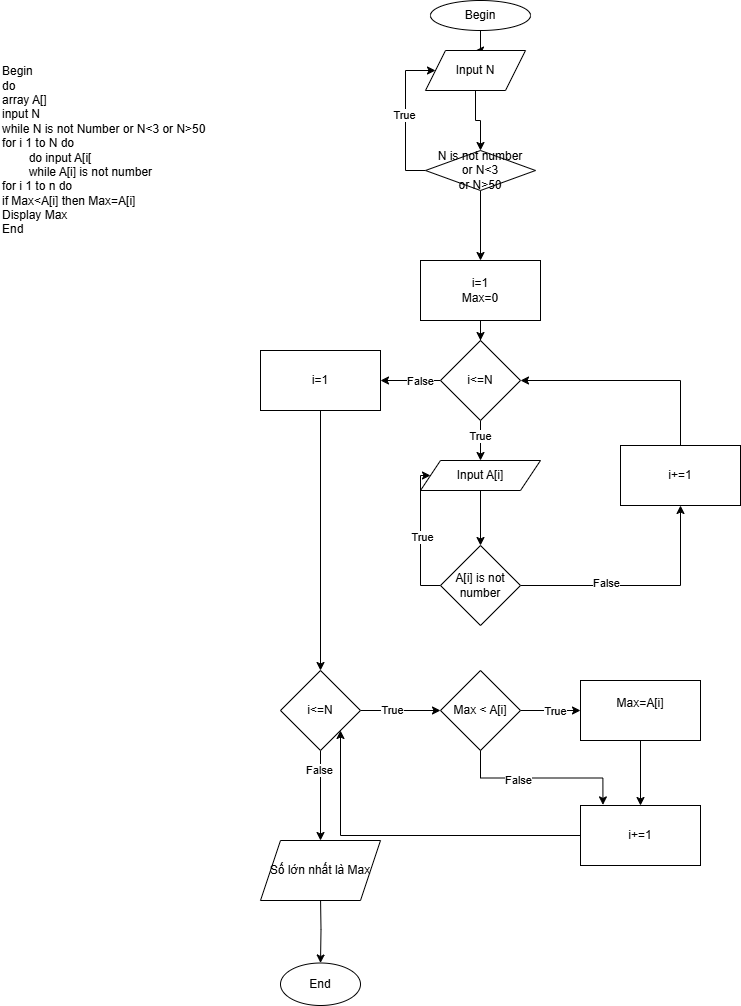 Begin
do
array A[]
input N
while N is not Number or N<3 or N>50
for i 1 to N do
do input A[i[
while A[i] is not number
for i 1 to n do
if Max<A[i] then Max=A[i]
Display Max
End
Begin
Input N
True
N is not number
or N<3
or N>50
i=1
Max=0
i=1
False
i<=N
True
Input A[i]
i+=1
True
A[i] is not
number
False
i<=N
True
Max < A[i]
True
Max=A[i]
False
False
i+=1
Số lớn nhất là Max
End